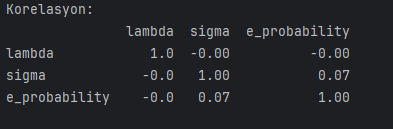 Korelasyon:
lambda sigma e_probability
lambda 1.0 -0.00 -0.00
sigma -0.0 1.00 0.07
e_probability -0.0 0.07 1.00